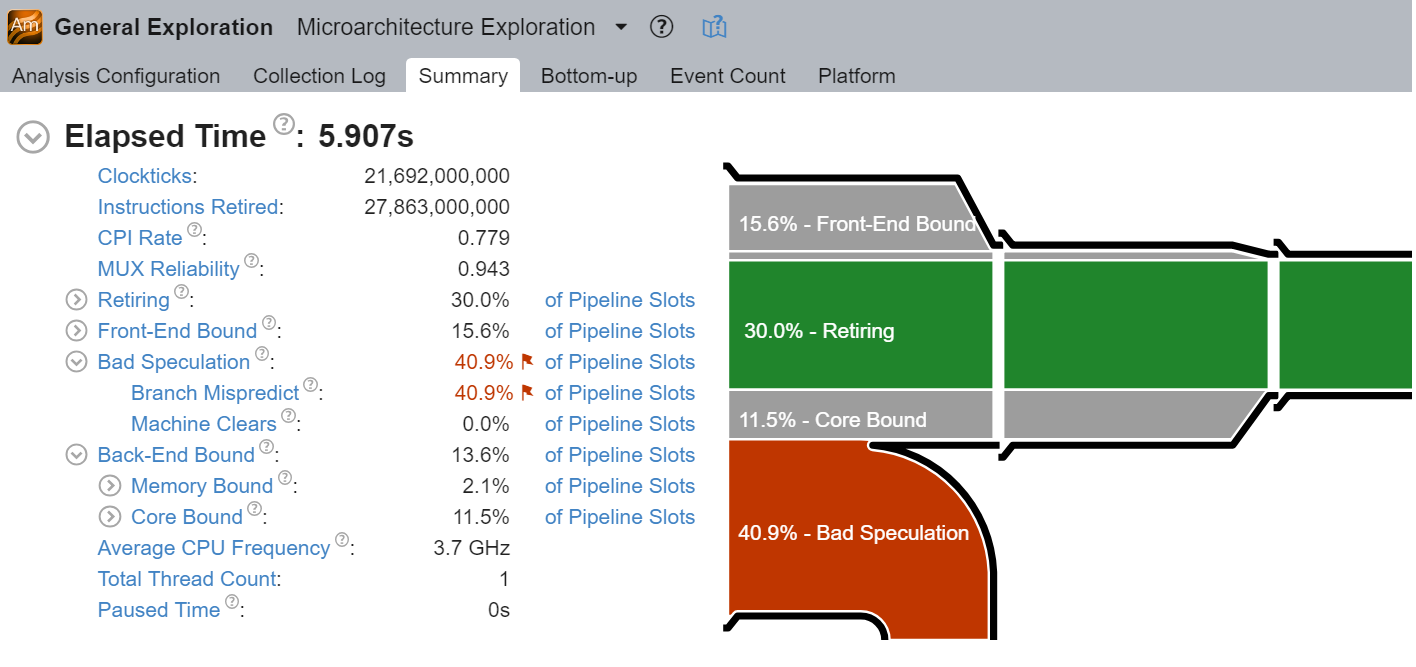 Am General Exploration Microarchitecture Exploration ?
Analysis Configuration Collection Log Summary Bottom-up Event Count Platform
Elapsed Time ?: 5.907s
Clockticks: 21,692,000,000
Instructions Retired: 27,863,000,000
CPI Rate ?: 0.779
MUX Reliability ?: 0.943
Retiring ?: 30.0% of Pipeline Slots
Front-End Bound ?: 15.6% of Pipeline Slots
Bad Speculation ?: 40.9% of Pipeline Slots
Branch Mispredict ?: 40.9% of Pipeline Slots
Machine Clears ?: 0.0% of Pipeline Slots
Back-End Bound ?: 13.6% of Pipeline Slots
Memory Bound ?: 2.1% of Pipeline Slots
Core Bound ?: 11.5% of Pipeline Slots
Average CPU Frequency ?: 3.7 GHz
Total Thread Count: 1
Paused Time ?: 0s
15.6% - Front-End Bound
30.0% - Retiring
11.5% - Core Bound
40.9% - Bad Speculation